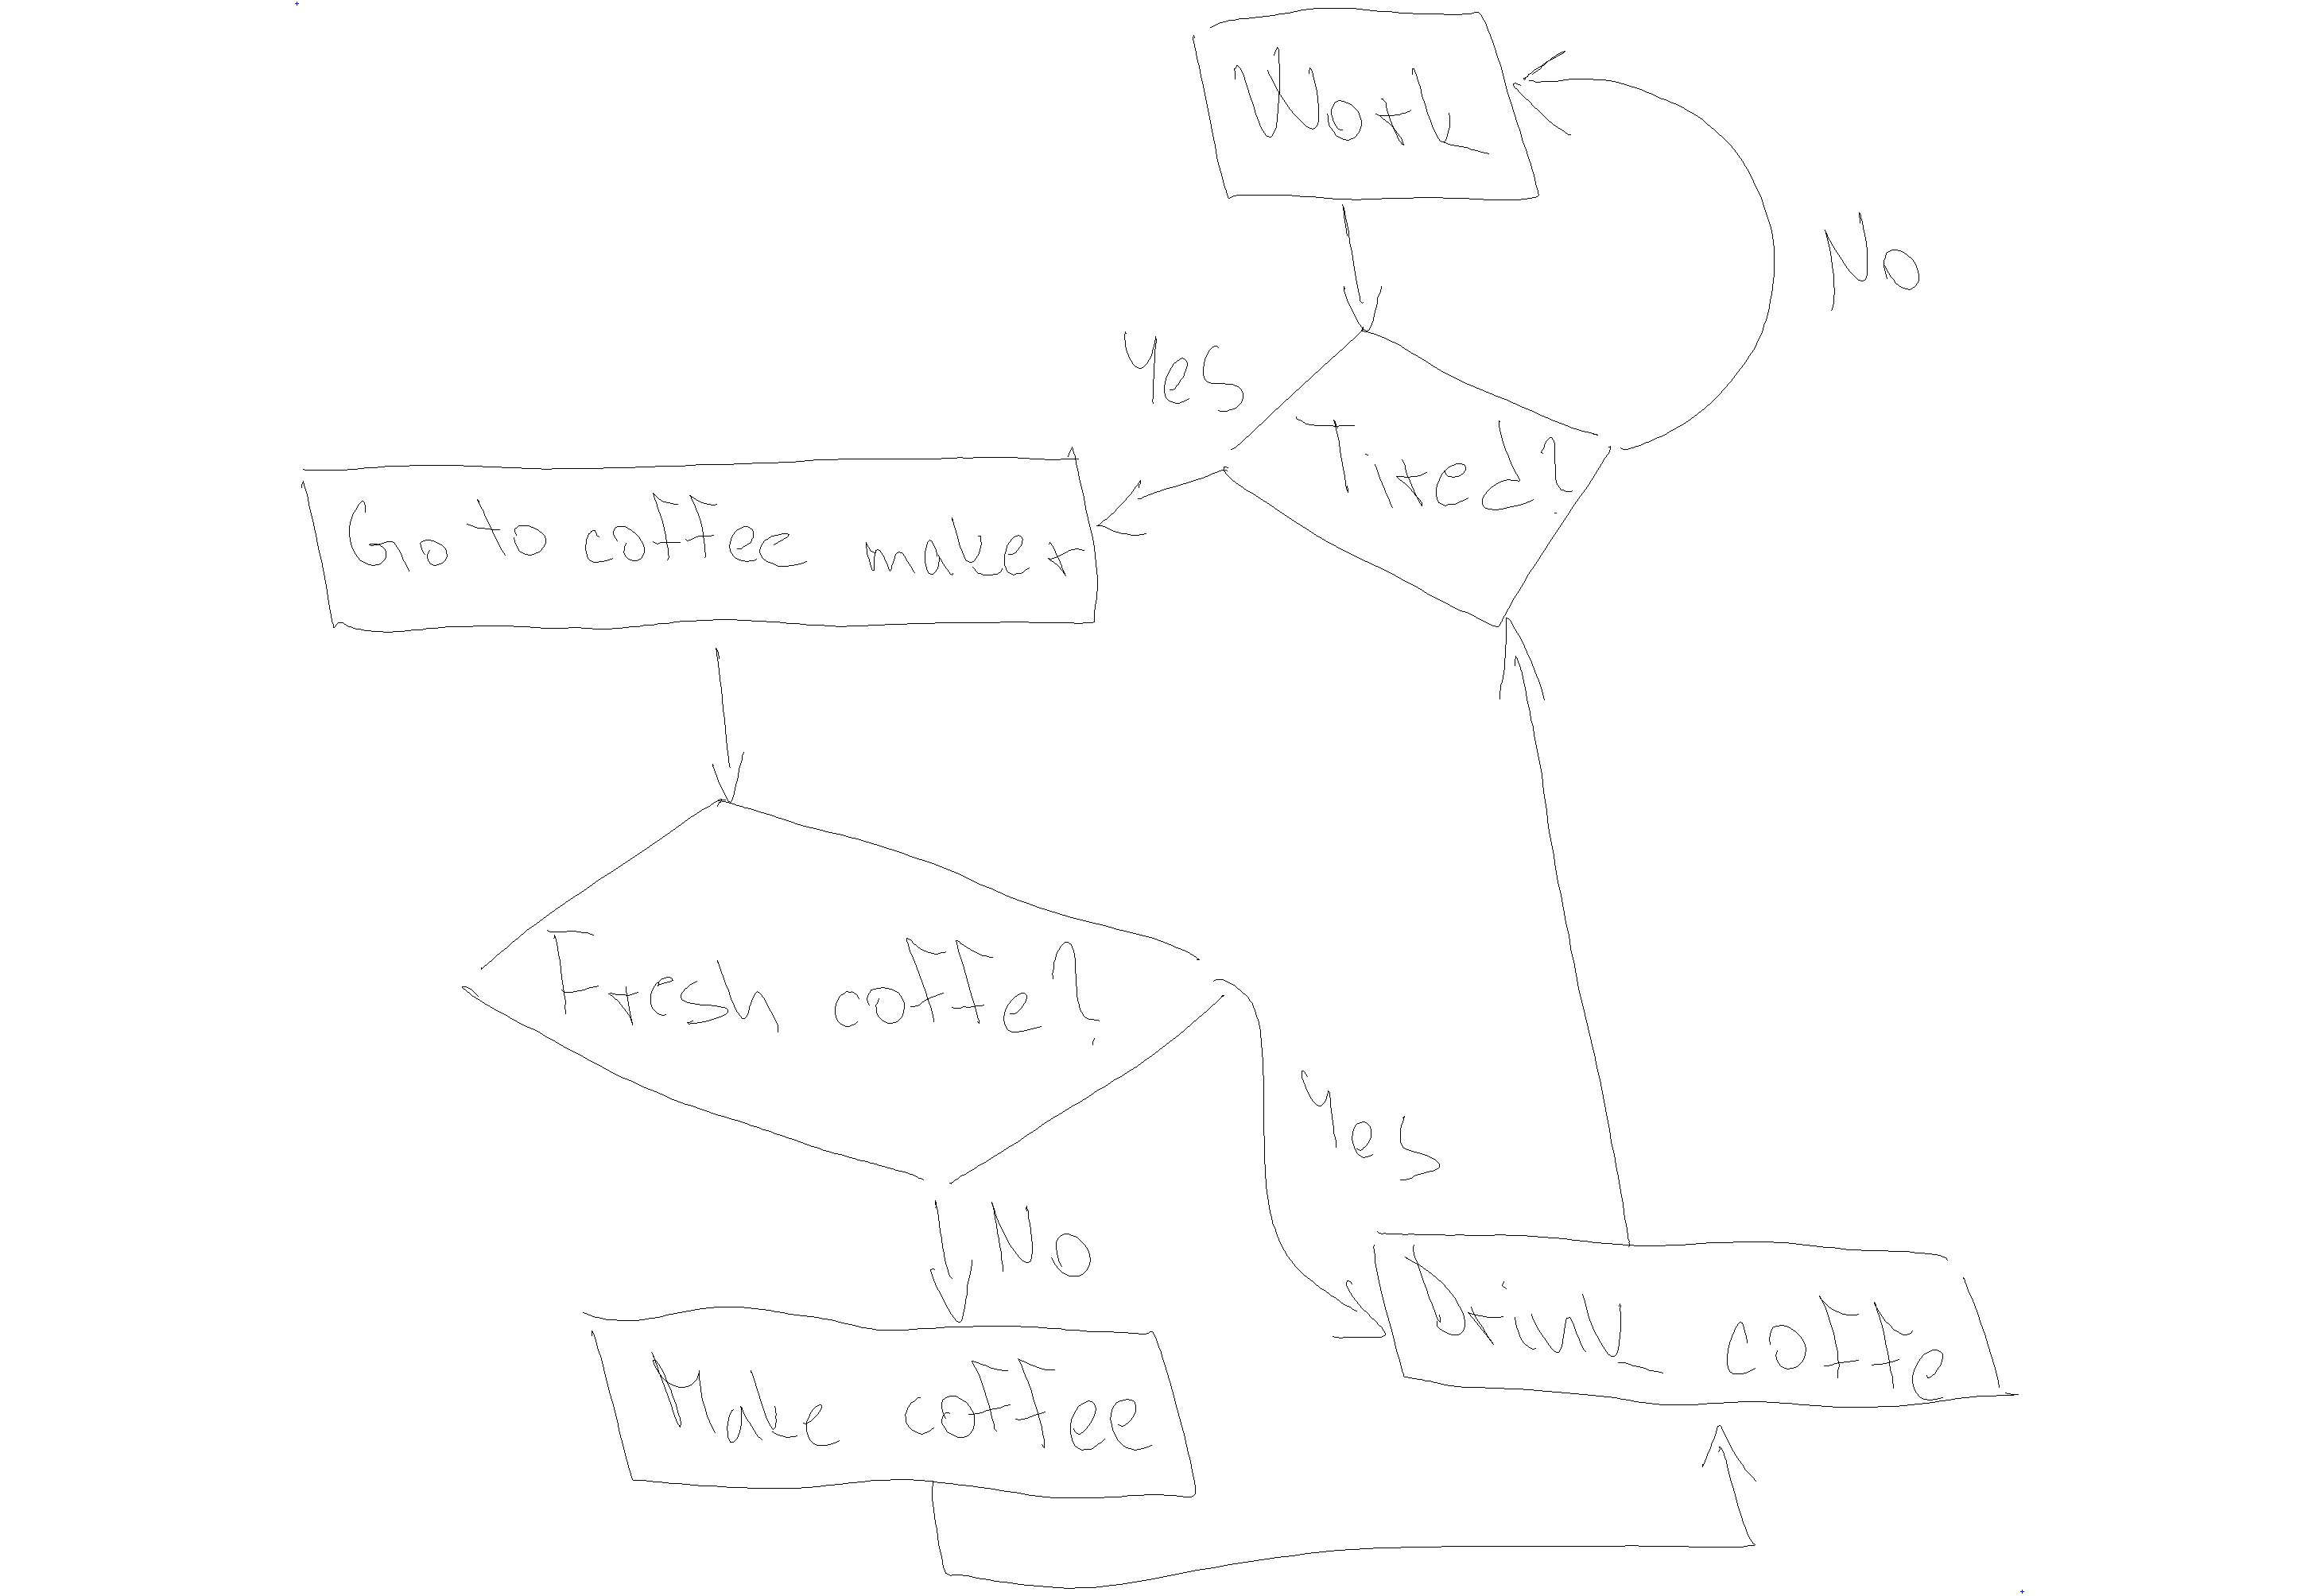 Work
No
Yes
Tired?
Go to coffee maker
Fresh coffe?
Yes
No
Drink coffe
Make coffee